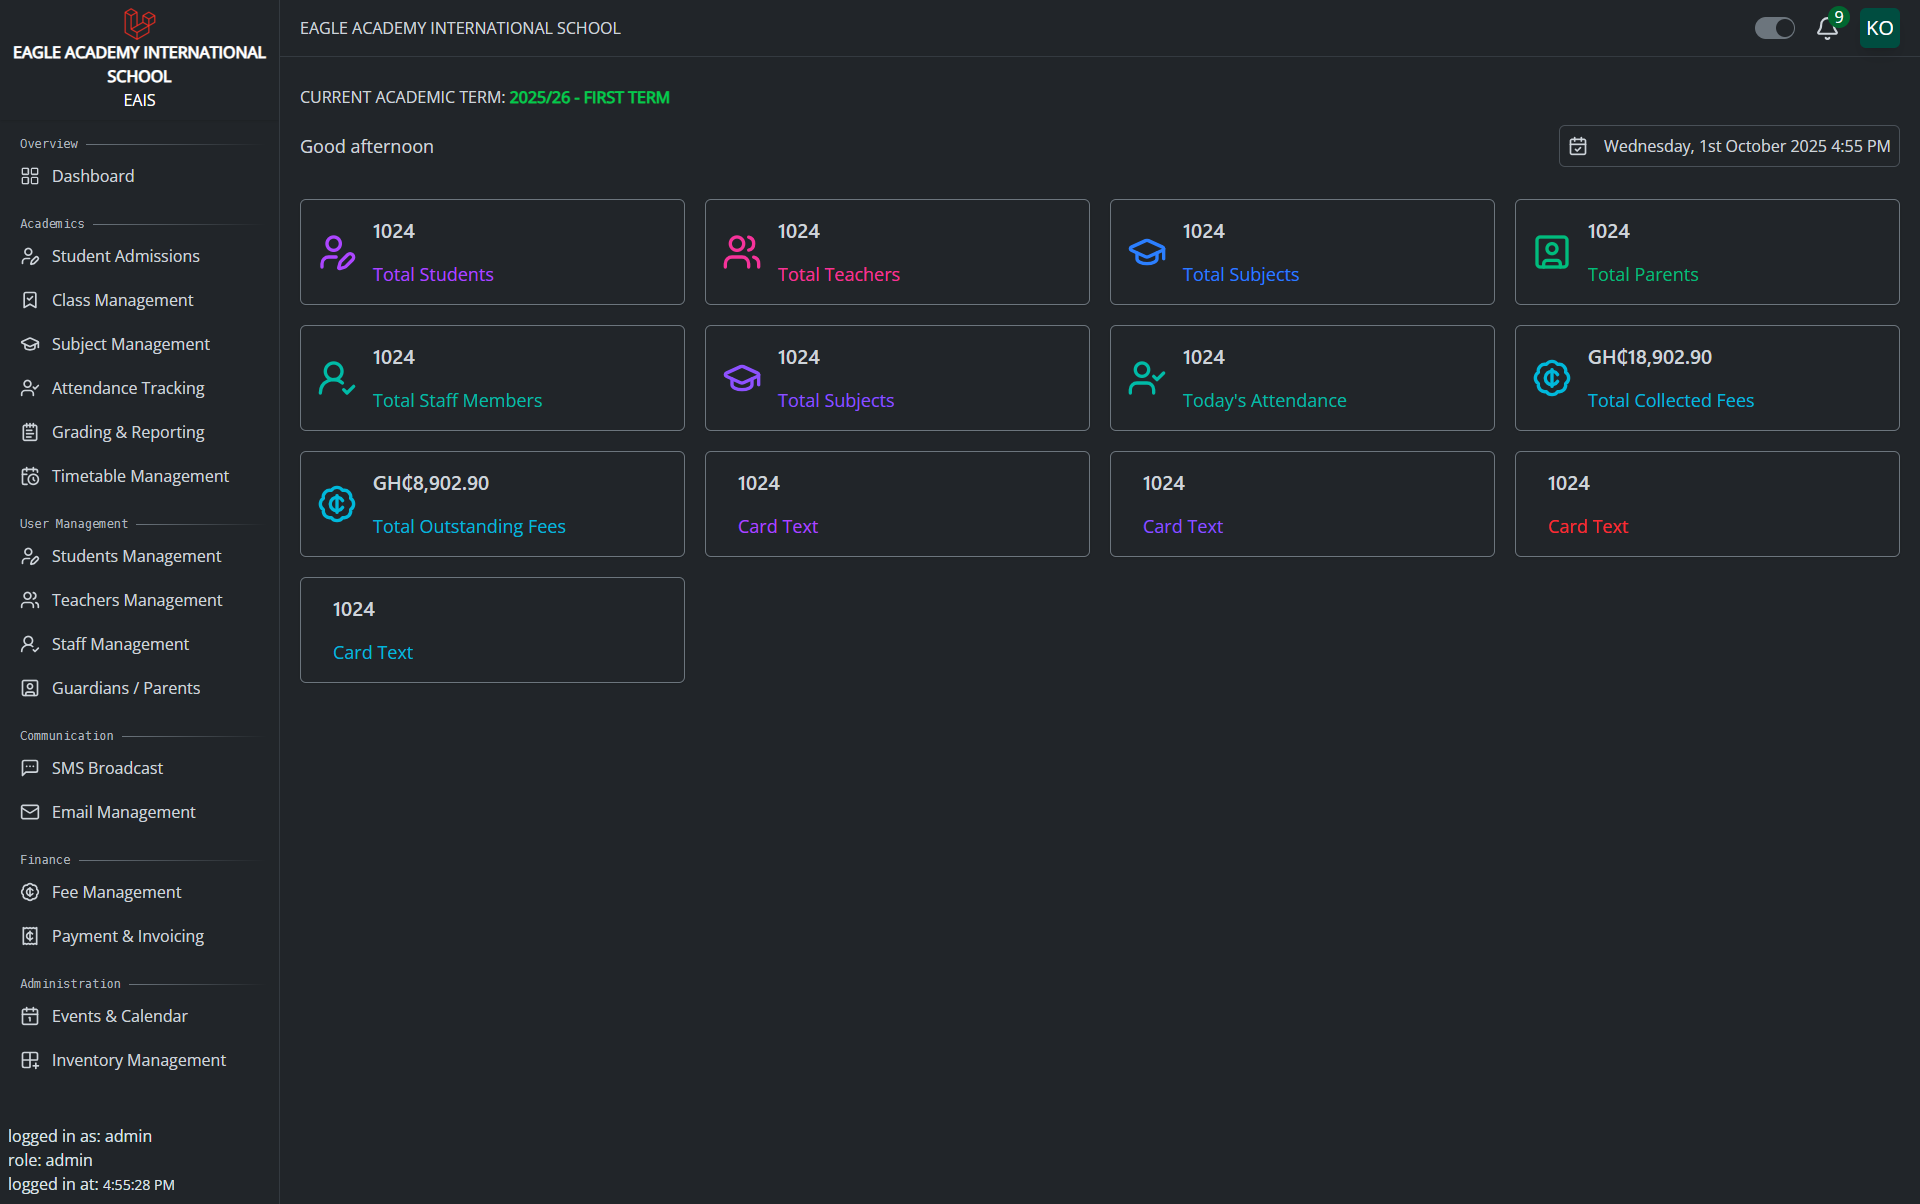 EAGLE ACADEMY INTERNATIONAL
SCHOOL
EAIS
Overview
Dashboard
Academics
Student Admissions
Class Management
Subject Management
Attendance Tracking
Grading & Reporting
Timetable Management
User Management
Students Management
Teachers Management
Staff Management
Guardians / Parents
Communication
SMS Broadcast
Email Management
Finance
Fee Management
Payment & Invoicing
Administration
Events & Calendar
Inventory Management
logged in as: admin
role: admin
logged in at: 4:55:28 PM
EAGLE ACADEMY INTERNATIONAL SCHOOL
9
KO
CURRENT ACADEMIC TERM: 2025/26 - FIRST TERM
Good afternoon
Wednesday, 1st October 2025 4:55 PM
1024
Total Students
1024
Total Teachers
1024
Total Subjects
1024
Total Parents
1024
Total Staff Members
1024
Total Subjects
1024
Today's Attendance
GH₵18,902.90
Total Collected Fees
GH₵8,902.90
Total Outstanding Fees
1024
Card Text
1024
Card Text
1024
Card Text
1024
Card Text